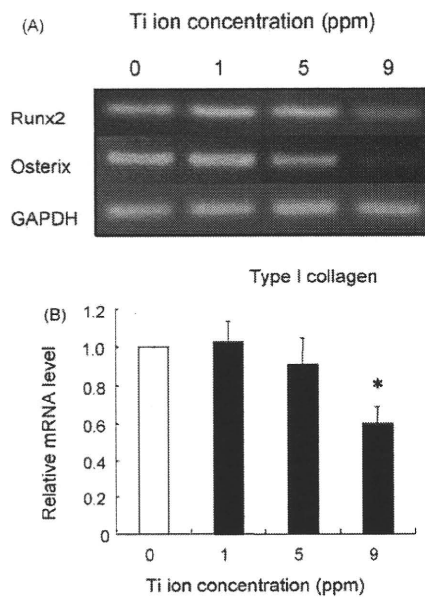 (A) Ti ion concentration (ppm)
0 1 5 9
Runx2
Osterix
GAPDH
Type I collagen
(B)
Relative mRNA level
1.2
1.0
0.8
0.6
0.4
0.2
0
*
0 1 5 9
Ti ion concentration (ppm)